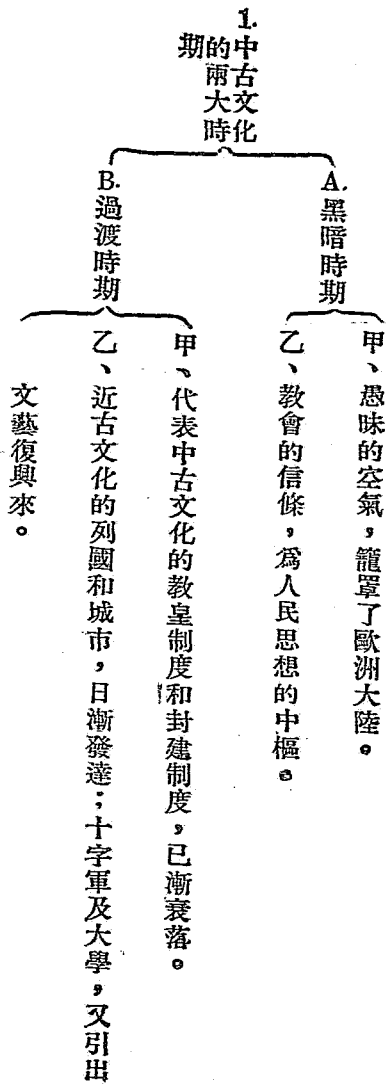 1.中古文化
的兩大時
期
A.黑暗時期
甲、愚昧的空氣，籠罩了歐洲大陸。
乙、教會的信條，爲人民思想的中樞。
B.過渡時期
甲、代表中古文化的教皇制度和封建制度，已漸衰落。
乙、近古文化的列國和城市，日漸發達；十字軍及大學，又引出
文藝復興來。